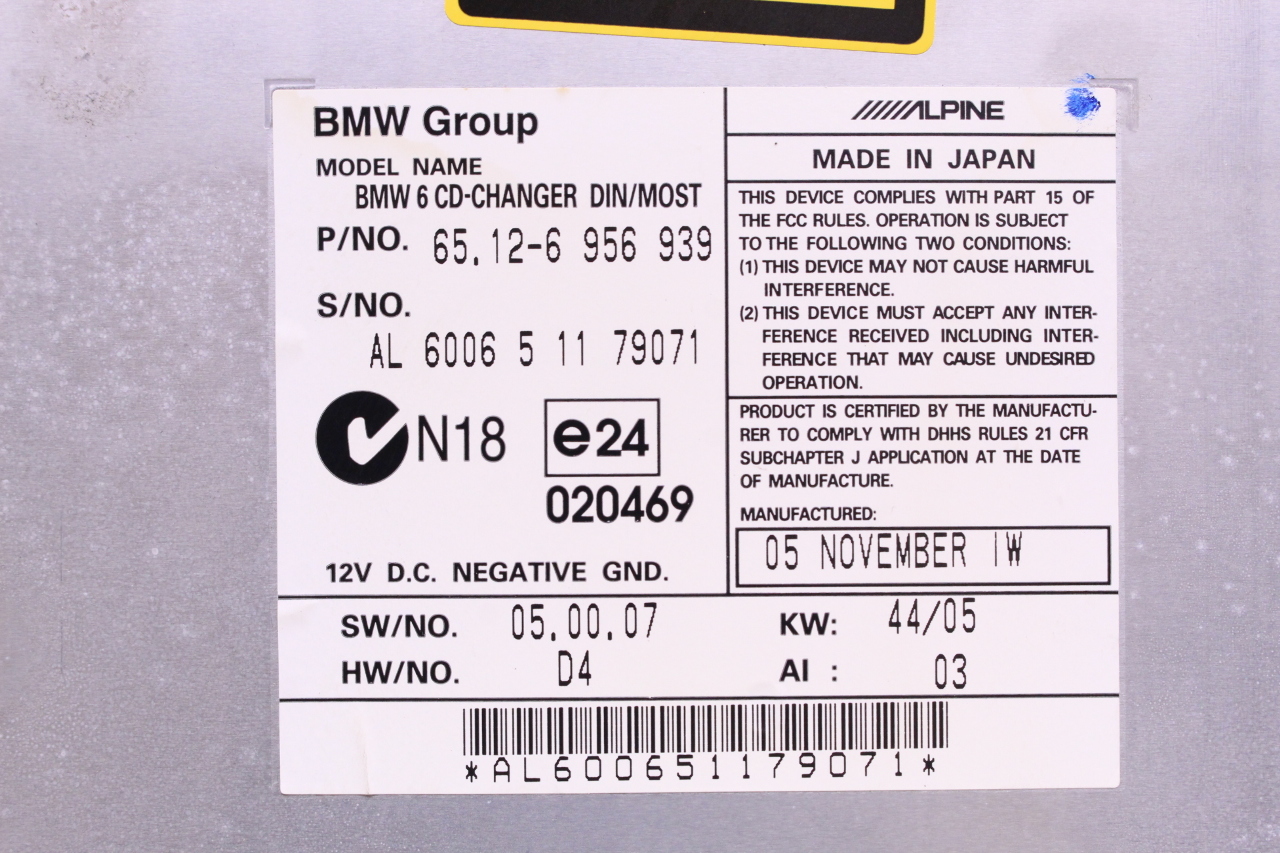 BMW Group
MODEL NAME
BMW 6 CD-CHANGER DIN/MOST
P/NO. 65.12-6 956 939
S/NO.
AL 6006 5 11 79071
N18
e24
020469
12V D.C. NEGATIVE GND.
ALPINE
MADE IN JAPAN
THIS DEVICE COMPLIES WITH PART 15 OF
THE FCC RULES. OPERATION IS SUBJECT
TO THE FOLLOWING TWO CONDITIONS:
(1) THIS DEVICE MAY NOT CAUSE HARMFUL
INTERFERENCE.
(2) THIS DEVICE MUST ACCEPT ANY INTER-
FERENCE RECEIVED INCLUDING INTER-
FERENCE THAT MAY CAUSE UNDESIRED
OPERATION.
PRODUCT IS CERTIFIED BY THE MANUFACTU-
RER TO COMPLY WITH DHHS RULES 21 CFR
SUBCHAPTER J APPLICATION AT THE DATE
OF MANUFACTURE.
MANUFACTURED:
05 NOVEMBER 1W
SW/NO. 05.00.07 KW: 44/05
HW/NO. D4 AI : 03
*AL600651179071*